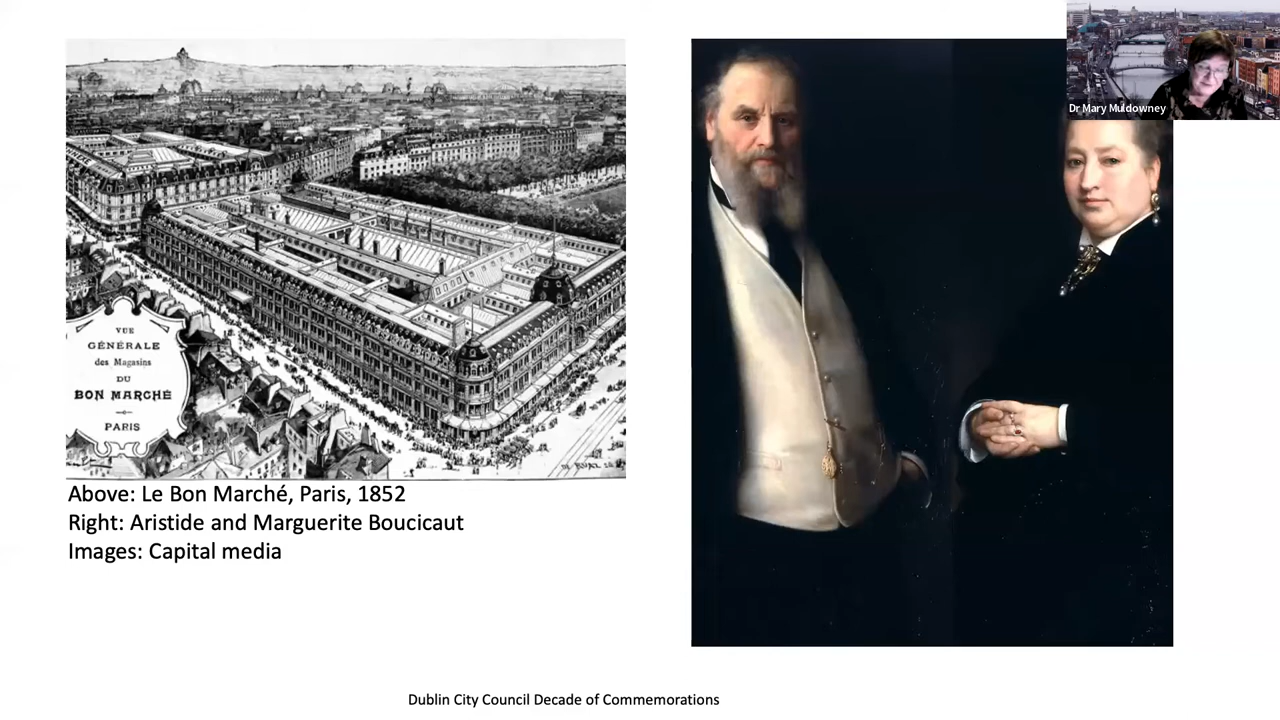 Dr Mary Muldowney
VUE
GÉNÉRALE
des Magasins
DU
BON MARCHÉ
PARIS
Above: Le Bon Marché, Paris, 1852
Right: Aristide and Marguerite Boucicaut
Images: Capital media
Dublin City Council Decade of Commemorations